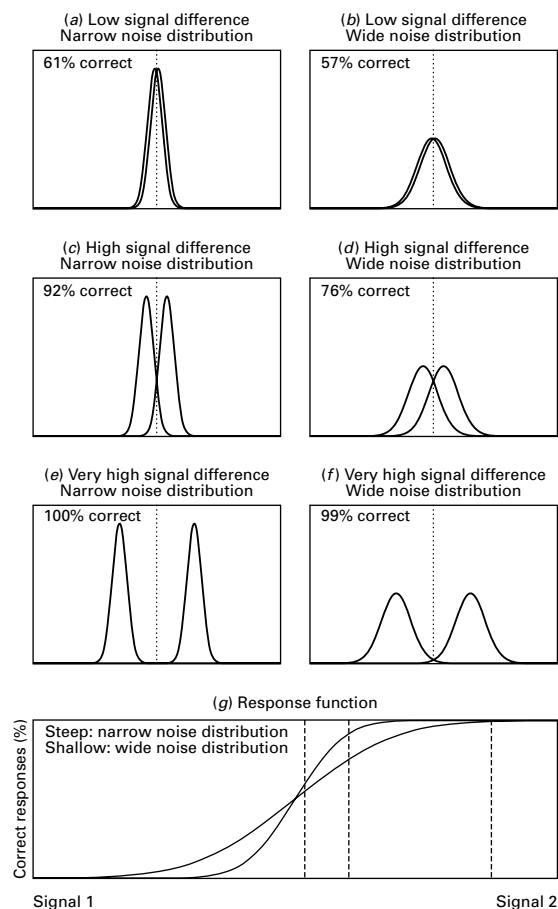 (a) Low signal difference
Narrow noise distribution
61% correct
(b) Low signal difference
Wide noise distribution
57% correct
(c) High signal difference
Narrow noise distribution
92% correct
(d) High signal difference
Wide noise distribution
76% correct
(e) Very high signal difference
Narrow noise distribution
100% correct
(f) Very high signal difference
Wide noise distribution
99% correct
(g) Response function
Steep: narrow noise distribution
Shallow: wide noise distribution
Correct responses (%)
Signal 1
Signal 2